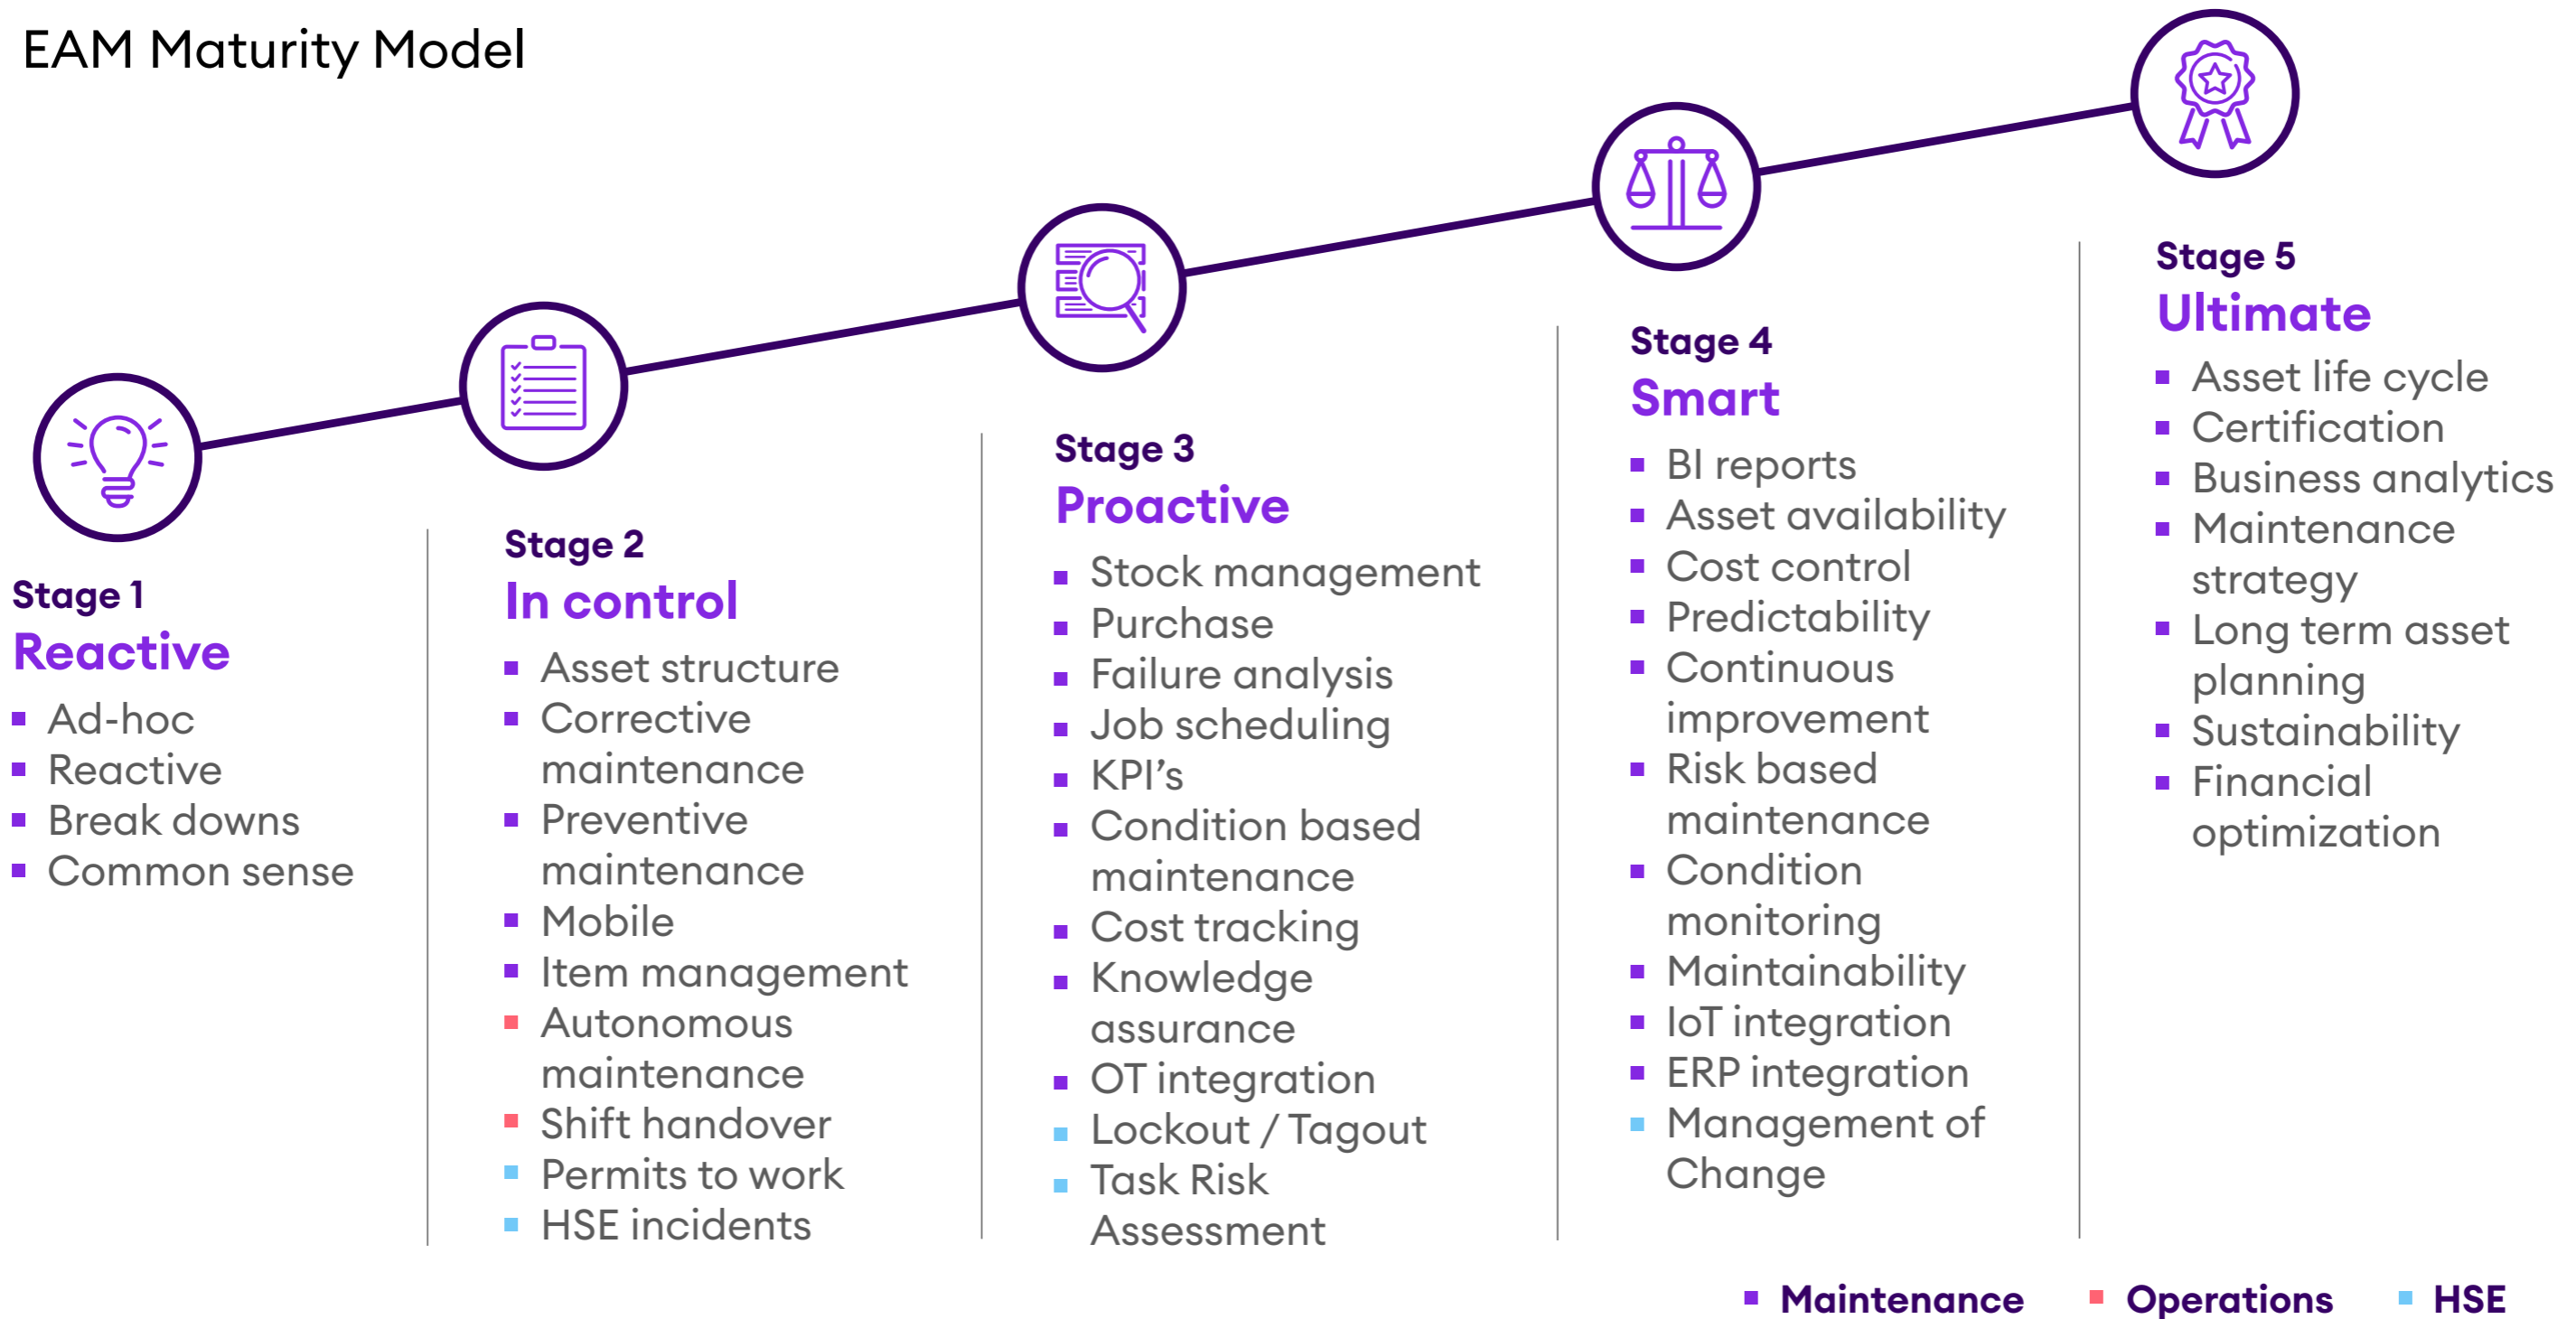 EAM Maturity Model
Stage 1
Reactive
Ad-hoc
Reactive
Break downs
Common sense
Stage 2
In control
Asset structure
Corrective
maintenance
Preventive
maintenance
Mobile
Item management
Autonomous
maintenance
Shift handover
Permits to work
HSE incidents
Stage 3
Proactive
Stock management
Purchase
Failure analysis
Job scheduling
KPI’s
Condition based
maintenance
Cost tracking
Knowledge
assurance
OT integration
Lockout / Tagout
Task Risk
Assessment
Stage 4
Smart
BI reports
Asset availability
Cost control
Predictability
Continuous
improvement
Risk based
maintenance
Condition
monitoring
Maintainability
IoT integration
ERP integration
Management of
Change
Stage 5
Ultimate
Asset life cycle
Certification
Business analytics
Maintenance
strategy
Long term asset
planning
Sustainability
Financial
optimization
Maintenance Operations HSE